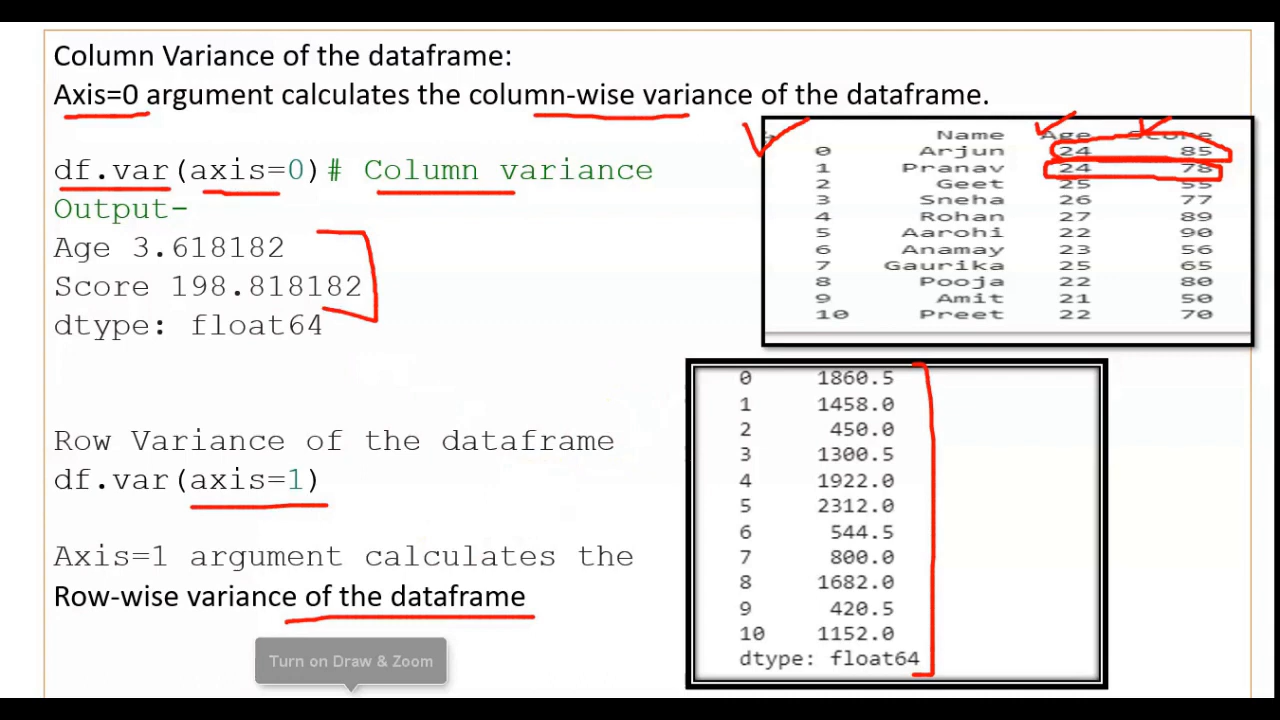 Column Variance of the dataframe:
Axis=0 argument calculates the column-wise variance of the dataframe.
df.var(axis=0)# Column variance
Output-
Age 3.618182
Score 198.818182
dtype: float64
Name Age Score
0 Arjun 24 85
1 Pranav 24 78
2 Geet 25 55
3 Sneha 26 77
4 Rohan 27 89
5 Aarohi 22 90
6 Anamay 23 56
7 Gaurika 25 65
8 Pooja 22 80
9 Amit 21 50
10 Preet 22 70
Row Variance of the dataframe
df.var(axis=1)
Axis=1 argument calculates the
Row-wise variance of the dataframe
0 1860.5
1 1458.0
2 450.0
3 1300.5
4 1922.0
5 2312.0
6 544.5
7 800.0
8 1682.0
9 420.5
10 1152.0
dtype: float64
Turn on Draw & Zoom